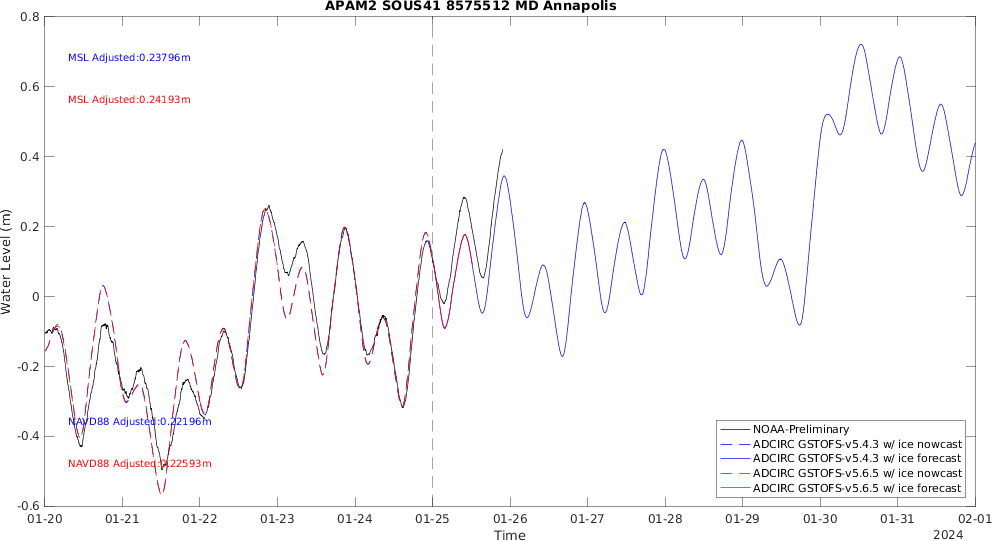 APAM2 SOUS41 8575512 MD Annapolis
0.8
0.6
0.4
0.2
0
-0.2
-0.4
-0.6
Water Level (m)
MSL Adjusted:0.23796m
MSL Adjusted:0.24193m
NAVD88 Adjusted:0.22196m
NAVD88 Adjusted:0.22593m
NOAA-Preliminary
ADCIRC GSTOFS-v5.4.3 w/ ice nowcast
ADCIRC GSTOFS-v5.4.3 w/ ice forecast
ADCIRC GSTOFS-v5.6.5 w/ ice nowcast
ADCIRC GSTOFS-v5.6.5 w/ ice forecast
01-20 01-21 01-22 01-23 01-24 01-25 01-26 01-27 01-28 01-29 01-30 01-31 02-01
Time
2024